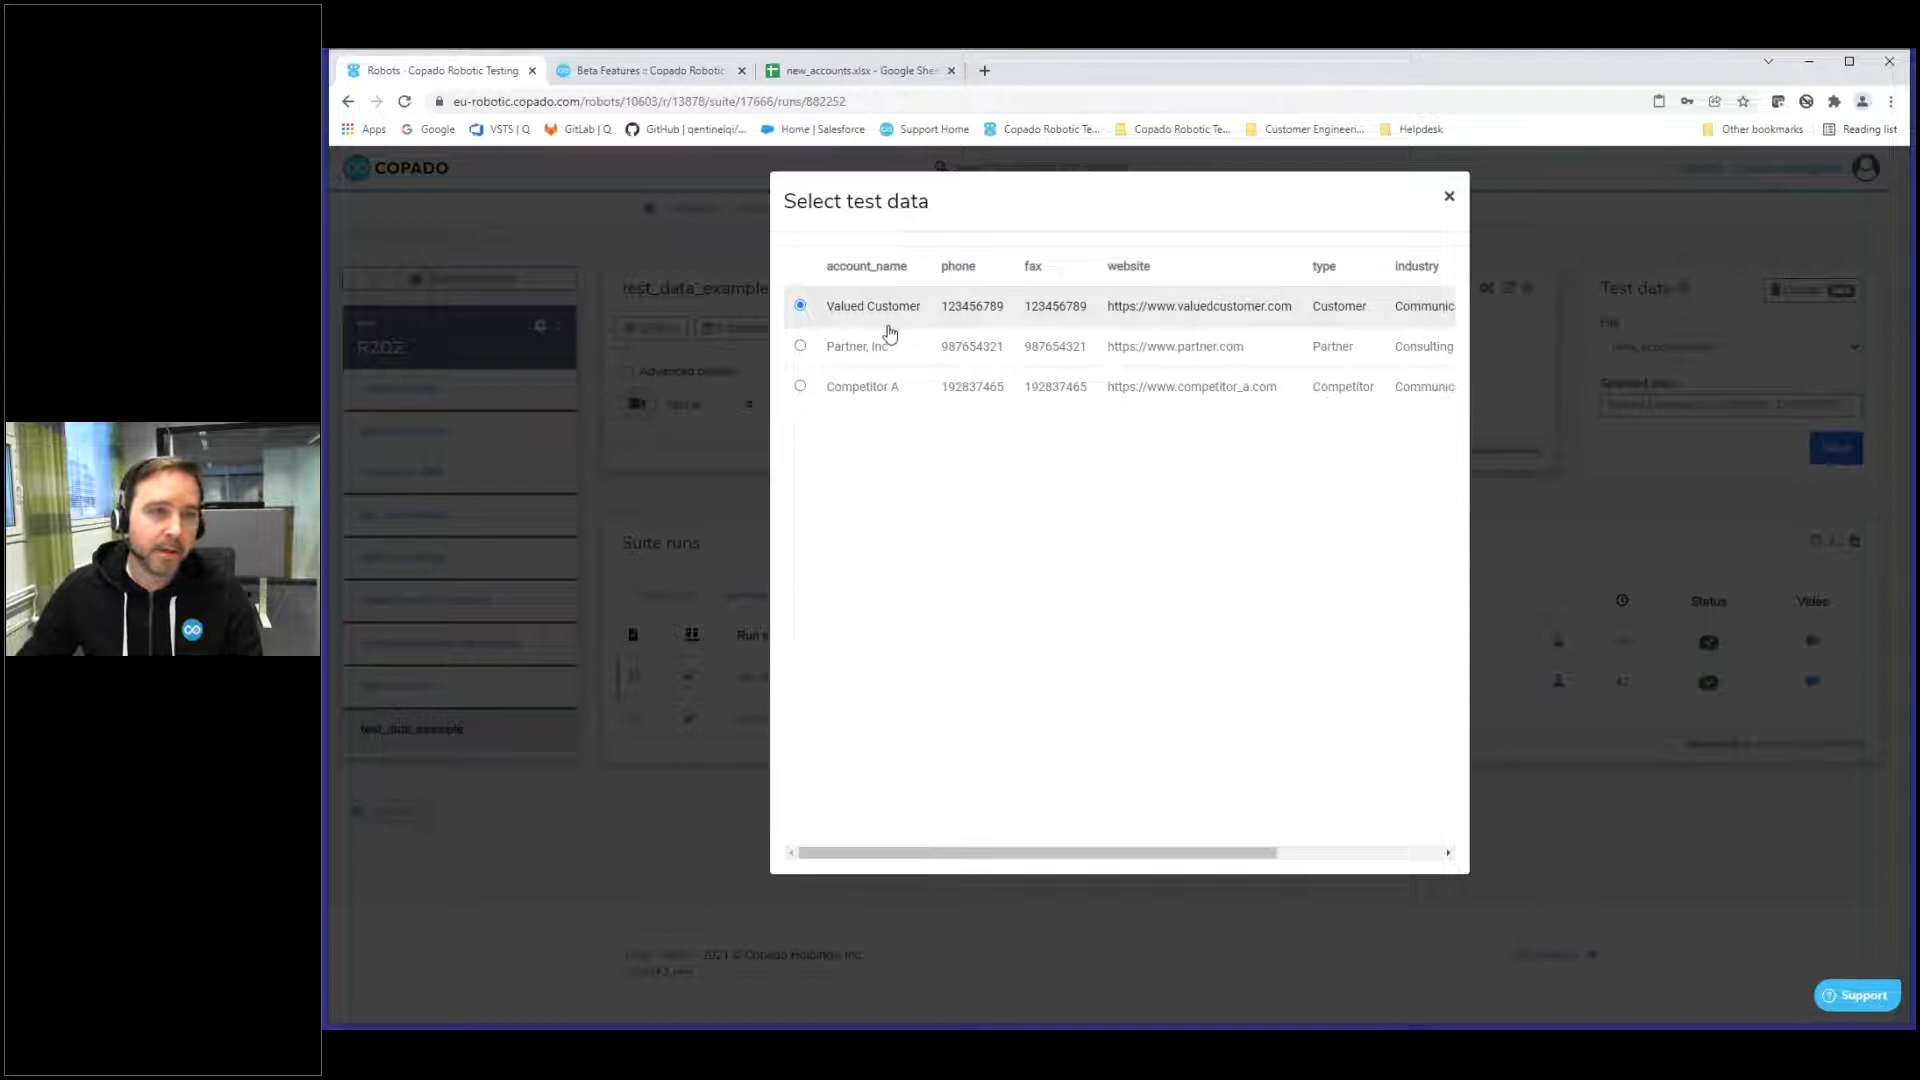 Robots - Copado Robotic Testing
Beta Features :: Copado Robotic
new_accounts.xlsx - Google Shee
eu-robotic.copado.com/robots/10603/r/13878/suite/17666/runs/882252
Apps
Google
VSTS | Q
GitLab | Q
GitHub | qentinelqi/...
Home | Salesforce
Support Home
Copado Robotic Te...
Copado Robotic Te...
Customer Engineeri...
Helpdesk
Other bookmarks
Reading list
COPADO
Select test data
account_name phone fax website type industry
Valued Customer 123456789 123456789 https://www.valuedcustomer.com Customer Communic
Partner, Inc 987654321 987654321 https://www.partner.com Partner Consulting
Competitor A 192837465 192837465 https://www.competitor_a.com Competitor Communic
test_data_example
Test data
Suite runs
Run s
Status
Video
test_data_example
2021 © Copado Holdings, Inc.
Support